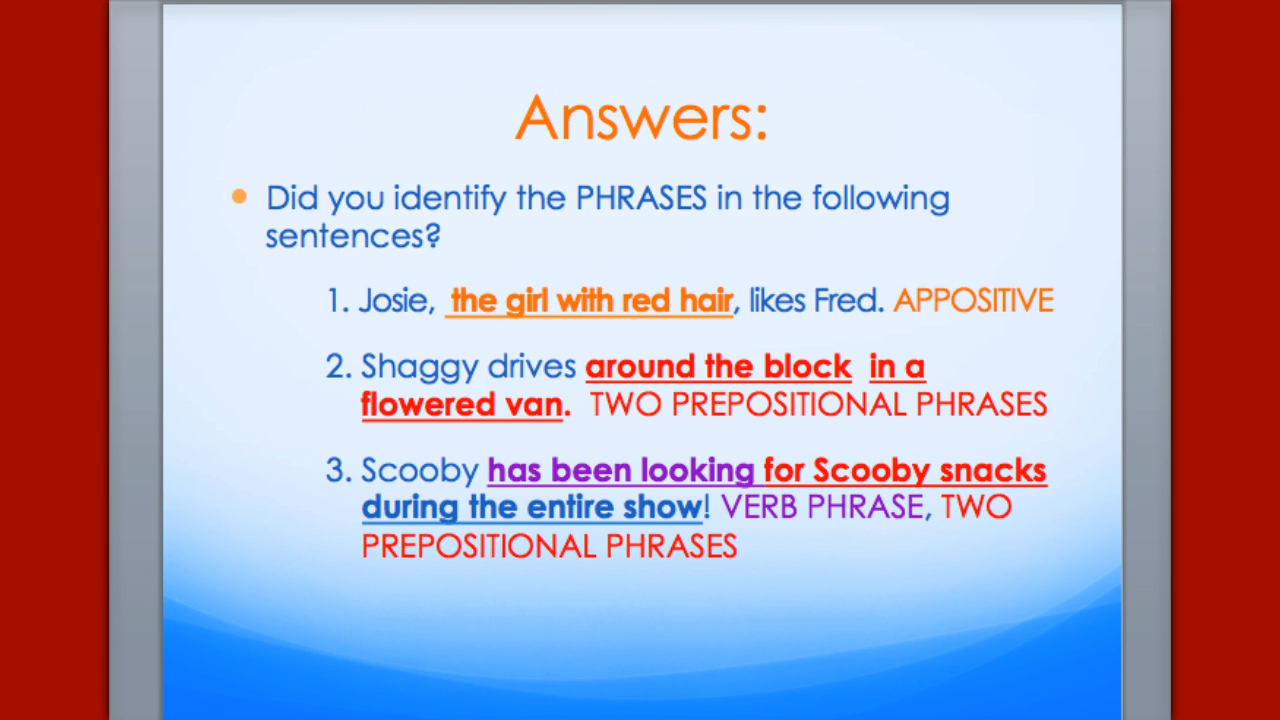 Answers:
Did you identify the PHRASES in the following
sentences?
1. Josie, the girl with red hair, likes Fred. APPOSITIVE
2. Shaggy drives around the block in a
flowered van. TWO PREPOSITIONAL PHRASES
3. Scooby has been looking for Scooby snacks
during the entire show! VERB PHRASE, TWO
PREPOSITIONAL PHRASES